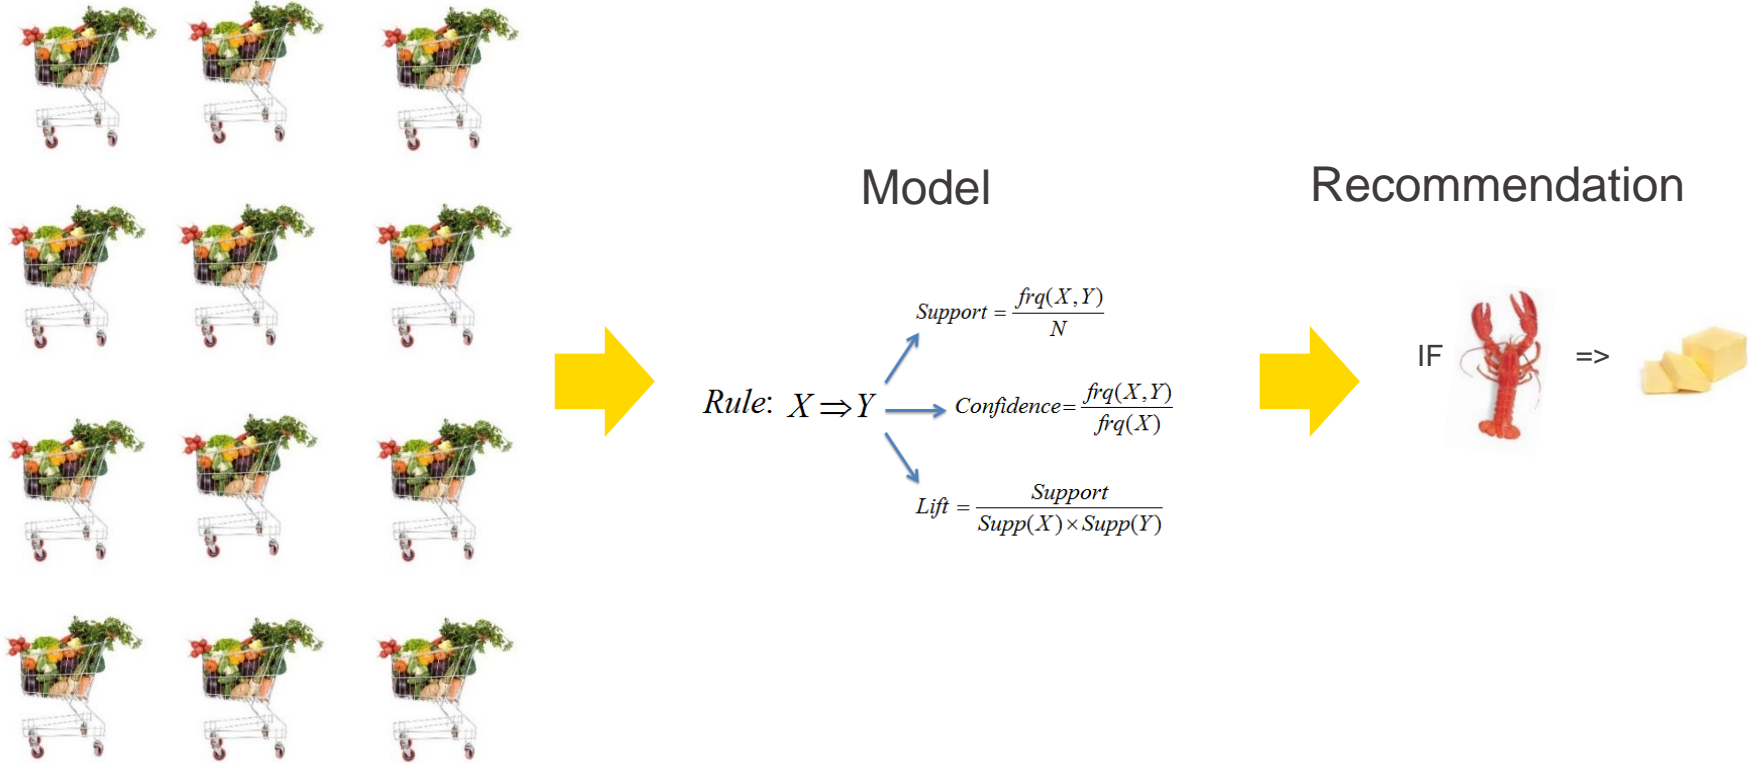 Model
Recommendation
Rule: X ⇒ Y
Support = frq(X,Y) / N
Confidence = frq(X,Y) / frq(X)
Lift = Support / Supp(X)×Supp(Y)
IF =>